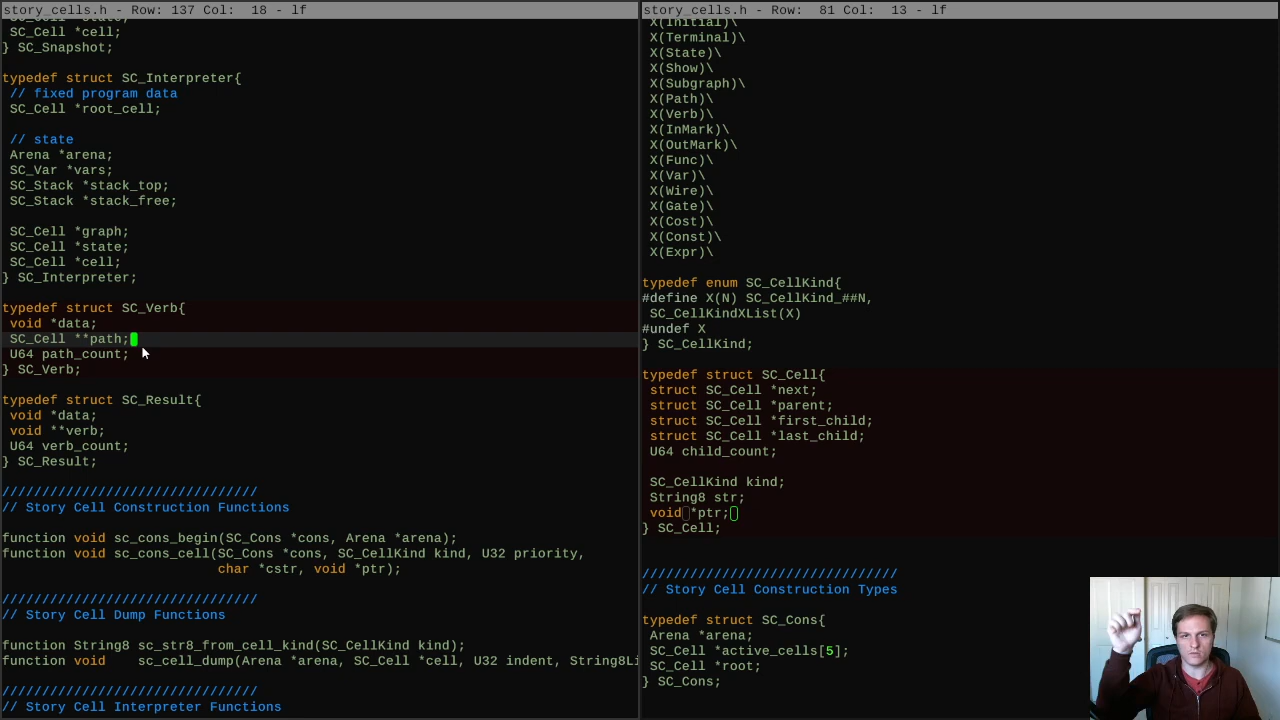 story_cells.h - Row: 137 Col:  18 - lf
SC_Cell *cell;
} SC_Snapshot;
typedef struct SC_Interpreter{
// fixed program data
SC_Cell *root_cell;
// state
Arena *arena;
SC_Var *vars;
SC_Stack *stack_top;
SC_Stack *stack_free;
SC_Cell *graph;
SC_Cell *state;
SC_Cell *cell;
} SC_Interpreter;
typedef struct SC_Verb{
void *data;
SC_Cell **path;
U64 path_count;
} SC_Verb;
typedef struct SC_Result{
void *data;
void **verb;
U64 verb_count;
} SC_Result;
////////////////////////////////
// Story Cell Construction Functions
function void sc_cons_begin(SC_Cons *cons, Arena *arena);
function void sc_cons_cell(SC_Cons *cons, SC_CellKind kind, U32 priority,
char *cstr, void *ptr);
////////////////////////////////
// Story Cell Dump Functions
function String8 sc_str8_from_cell_kind(SC_CellKind kind);
function void    sc_cell_dump(Arena *arena, SC_Cell *cell, U32 indent, String8Li
////////////////////////////////
// Story Cell Interpreter Functions
story_cells.h - Row:  81 Col:  13 - lf
X(Initial)\
X(Terminal)\
X(State)\
X(Show)\
X(Subgraph)\
X(Path)\
X(Verb)\
X(InMark)\
X(OutMark)\
X(Func)\
X(Var)\
X(Wire)\
X(Gate)\
X(Cost)\
X(Const)\
X(Expr)\
typedef enum SC_CellKind{
#define X(N) SC_CellKind_##N,
SC_CellKindXList(X)
#undef X
} SC_CellKind;
typedef struct SC_Cell{
struct SC_Cell *next;
struct SC_Cell *parent;
struct SC_Cell *first_child;
struct SC_Cell *last_child;
U64 child_count;
SC_CellKind kind;
String8 str;
void *ptr;
} SC_Cell;
////////////////////////////////
// Story Cell Construction Types
typedef struct SC_Cons{
Arena *arena;
SC_Cell *active_cells[5];
SC_Cell *root;
} SC_Cons;